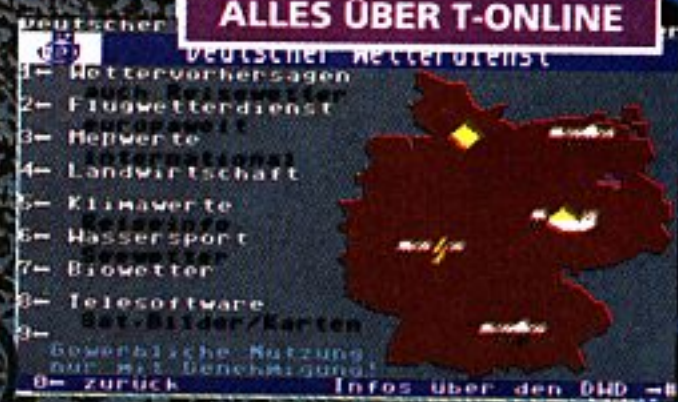 ALLES ÜBER T-ONLINE
Deutscher
Deutscher Wetterdienst
1← Wettervorhersagen
auch Reisewetter
2← Flugwetterdienst
europaweit
3← Meßwerte
international
4← Landwirtschaft
5← Klimawerte
Reiseinfo
6← Wassersport
Seewetter
7← Biowetter
8← Telesoftware
Sat-Bilder/Karten
9←
Gewerbliche Nutzung
nur mit Genehmigung!
0← zurück Infos über den DWD →#